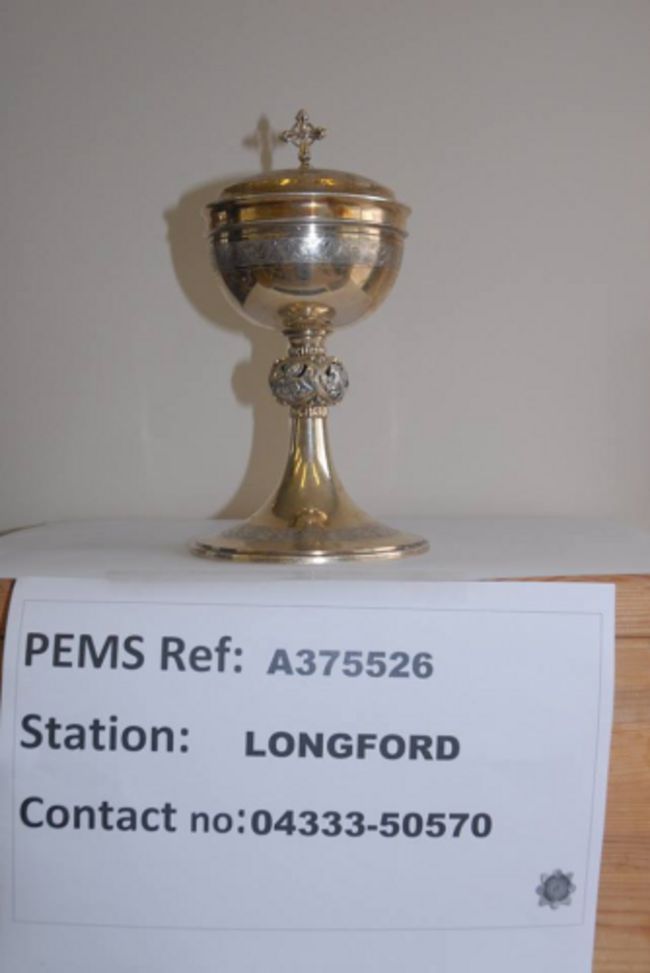 PEMS Ref: A375526
Station: LONGFORD
Contact no:04333-50570